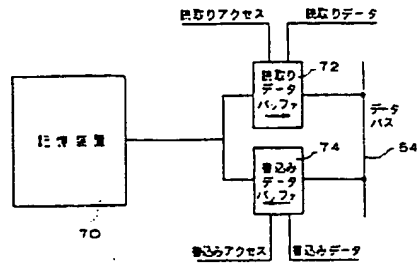 読取りアクセス 読取りデータ
読取り
データ
バッファ
72
記憶装置
70
データ
バス
54
書込み
データ
バッファ
74
書込みアクセス 書込みデータ